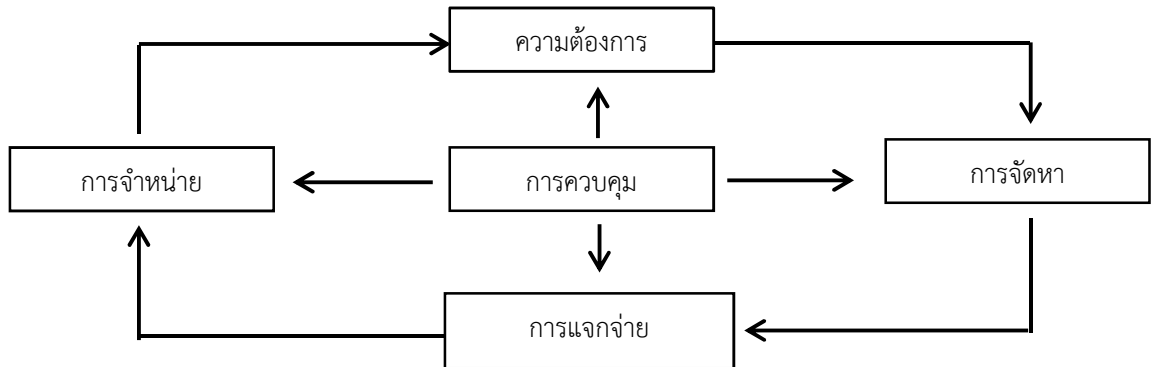 ความต้องการ
การจำหน่าย
การควบคุม
การจัดหา
การแจกจ่าย